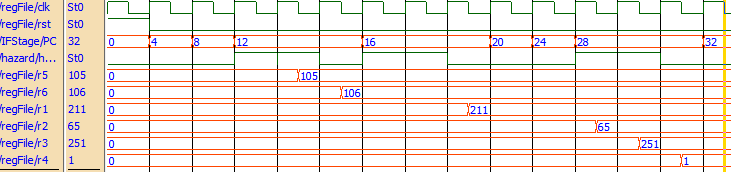 /regFile/clk St0
/regFile/rst St0
/IFStage/PC 32 0 4 8 12 16 20 24 28 32
/hazard/h... St0
/regFile/r5 105 0 105
/regFile/r6 106 0 106
/regFile/r1 211 0 211
/regFile/r2 65 0 65
/regFile/r3 251 0 251
/regFile/r4 1 0 1